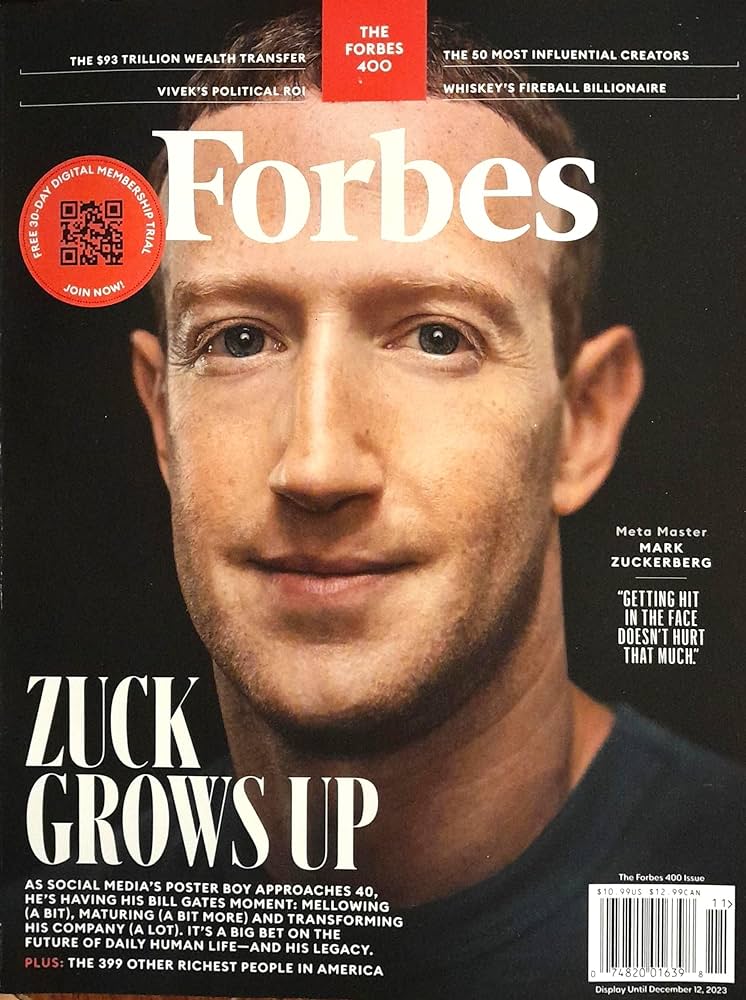 THE
FORBES
400
THE $93 TRILLION WEALTH TRANSFER
THE 50 MOST INFLUENTIAL CREATORS
VIVEK'S POLITICAL ROI
WHISKEY'S FIREBALL BILLIONAIRE
Forbes
FREE 30-DAY DIGITAL MEMBERSHIP TRIAL
JOIN NOW!
Meta Master
MARK
ZUCKERBERG
“GETTING HIT
IN THE FACE
DOESN'T HURT
THAT MUCH.”
ZUCK
GROWS UP
AS SOCIAL MEDIA'S POSTER BOY APPROACHES 40,
HE'S HAVING HIS BILL GATES MOMENT: MELLOWING
(A BIT), MATURING (A BIT MORE) AND TRANSFORMING
HIS COMPANY (A LOT). IT'S A BIG BET ON THE
FUTURE OF DAILY HUMAN LIFE—AND HIS LEGACY.
PLUS: THE 399 OTHER RICHEST PEOPLE IN AMERICA
The Forbes 400 Issue
$10.99US $12.99CAN
11>
0 74820 01639 8
Display Until December 12, 2023